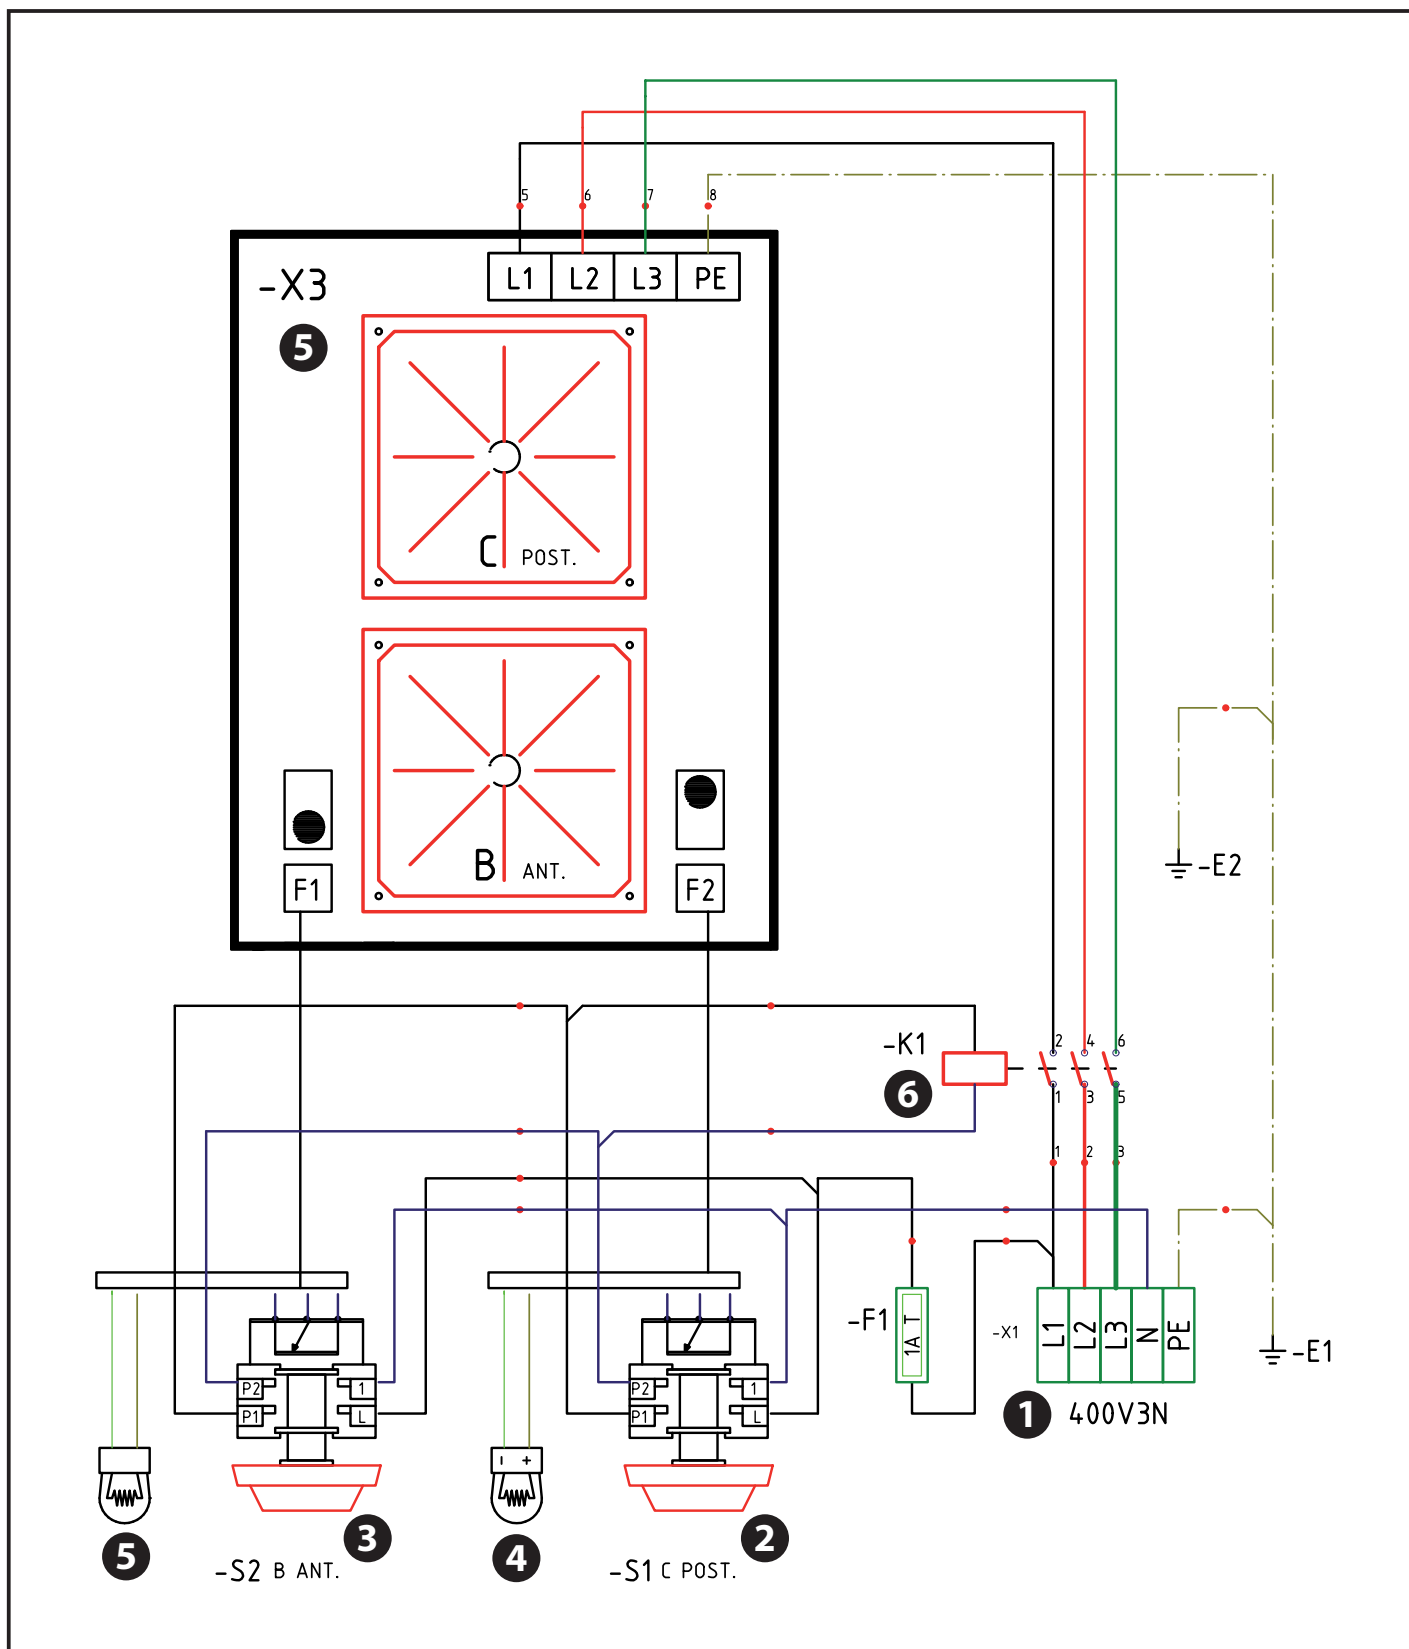 5 6 7 8
-X3
L1 L2 L3 PE
5
C POST.
B ANT.
F1
F2
-E2
-K1
6
2 4 6
1 3 5
1 2 3
-F1
1A T
-X1
L1 L2 L3 N PE
-E1
1 400V3N
P2 1
P1 L
P2 1
P1 L
- +
5
3
4
2
-S2 B ANT.
-S1 C POST.